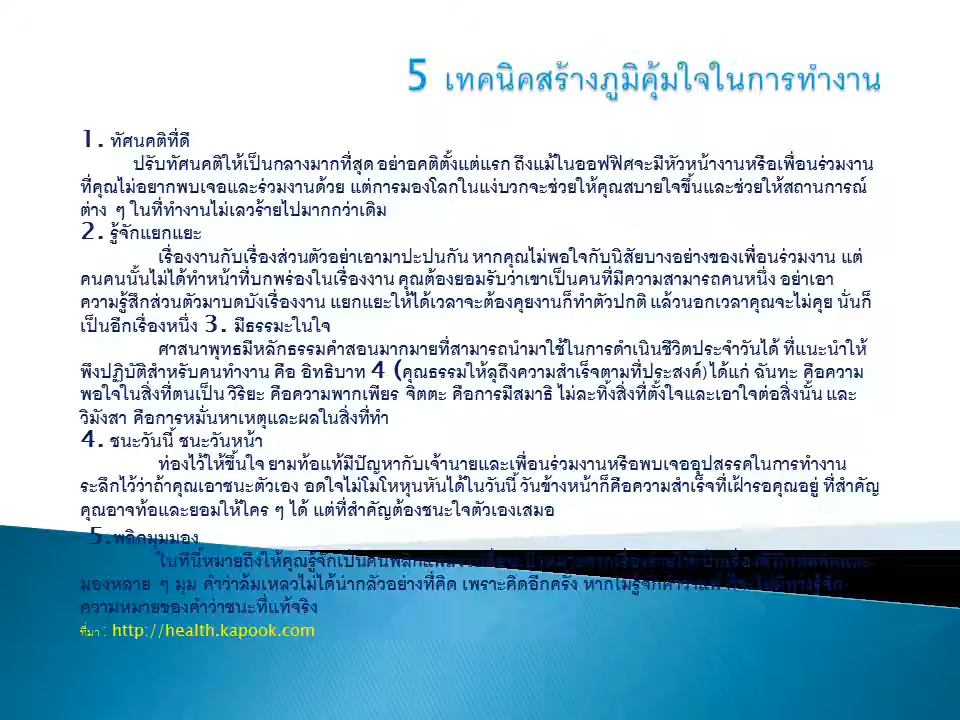 5 เทคนิคสร้างภูมิคุ้มใจในการทำงาน
1. ทัศนคติที่ดี
ปรับทัศนคติให้เป็นกลางมากที่สุด อย่าอคติตั้งแต่แรก ถึงแม้ในออฟฟิศจะมีหัวหน้างานหรือเพื่อนร่วมงาน
ที่คุณไม่อยากพบเจอและร่วมงานด้วย แต่การมองโลกในแง่บวกจะช่วยให้คุณสบายใจขึ้นและช่วยให้สถานการณ์
ต่าง ๆ ในที่ทำงานไม่เลวร้ายไปมากกว่าเดิม
2. รู้จักแยกแยะ
เรื่องงานกับเรื่องส่วนตัวอย่าเอามาปะปนกัน หากคุณไม่พอใจกับนิสัยบางอย่างของเพื่อนร่วมงาน แต่
คนคนนั้นไม่ได้ทำหน้าที่บกพร่องในเรื่องงาน คุณต้องยอมรับว่าเขาเป็นคนที่มีความสามารถคนหนึ่ง อย่าเอา
ความรู้สึกส่วนตัวมาบดบังเรื่องงาน แยกแยะให้ได้เวลาจะต้องคุยงานก็ทำตัวปกติ แล้วนอกเวลาคุณจะไม่คุย นั่นก็
เป็นอีกเรื่องหนึ่ง 3. มีธรรมะในใจ
ศาสนาพุทธมีหลักธรรมคำสอนมากมายที่สามารถนำมาใช้ในการดำเนินชีวิตประจำวันได้ ที่แนะนำให้
พึงปฏิบัติสำหรับคนทำงาน คือ อิทธิบาท 4 (คุณธรรมให้ลุถึงความสำเร็จตามที่ประสงค์) ได้แก่ ฉันทะ คือความ
พอใจในสิ่งที่ตนเป็น วิริยะ คือความพากเพียร จิตตะ คือการมีสมาธิ ไม่ละทิ้งสิ่งที่ตั้งใจและเอาใจต่อสิ่งนั้น และ
วิมังสา คือการหมั่นหาเหตุและผลในสิ่งที่ทำ
4. ชนะวันนี้ ชนะวันหน้า
ท่องไว้ให้ขึ้นใจ ยามท้อแท้มีปัญหากับเจ้านายและเพื่อนร่วมงานหรือพบเจออุปสรรคในการทำงาน
ระลึกไว้ว่าถ้าคุณเอาชนะตัวเอง อดใจไม่โมโหหุนหันได้ในวันนี้ วันข้างหน้าก็คือความสำเร็จที่เฝ้ารอคุณอยู่ ที่สำคัญ
คุณอาจท้อและยอมให้ใคร ๆ ได้ แต่ที่สำคัญต้องชนะใจตัวเองเสมอ
5.พลิกมุมมอง
ในที่นี้หมายถึงให้คุณรู้จักเป็นคนพลิกแพลง
มองหลาย ๆ มุม คำว่าล้มเหลวไม่ได้น่ากลัวอย่างที่คิด เพราะคิดอีกครั้ง หากไม่รู้จักคำว่าแพ้
ความหมายของคำว่าชนะที่แท้จริง
ที่มา : http://health.kapook.com